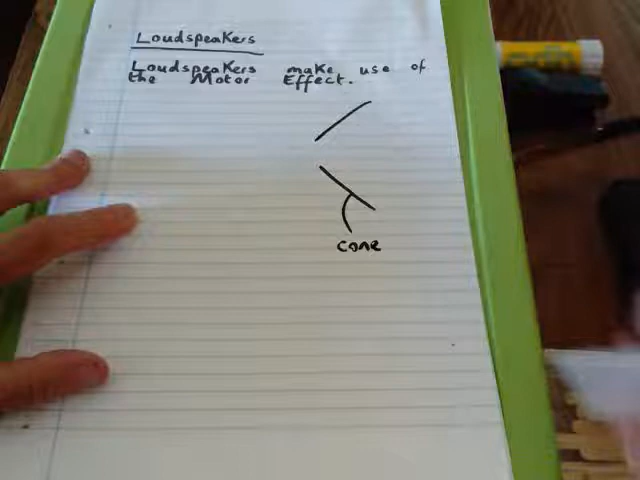 Loudspeakers
Loudspeakers make use of
the Motor Effect.
cone